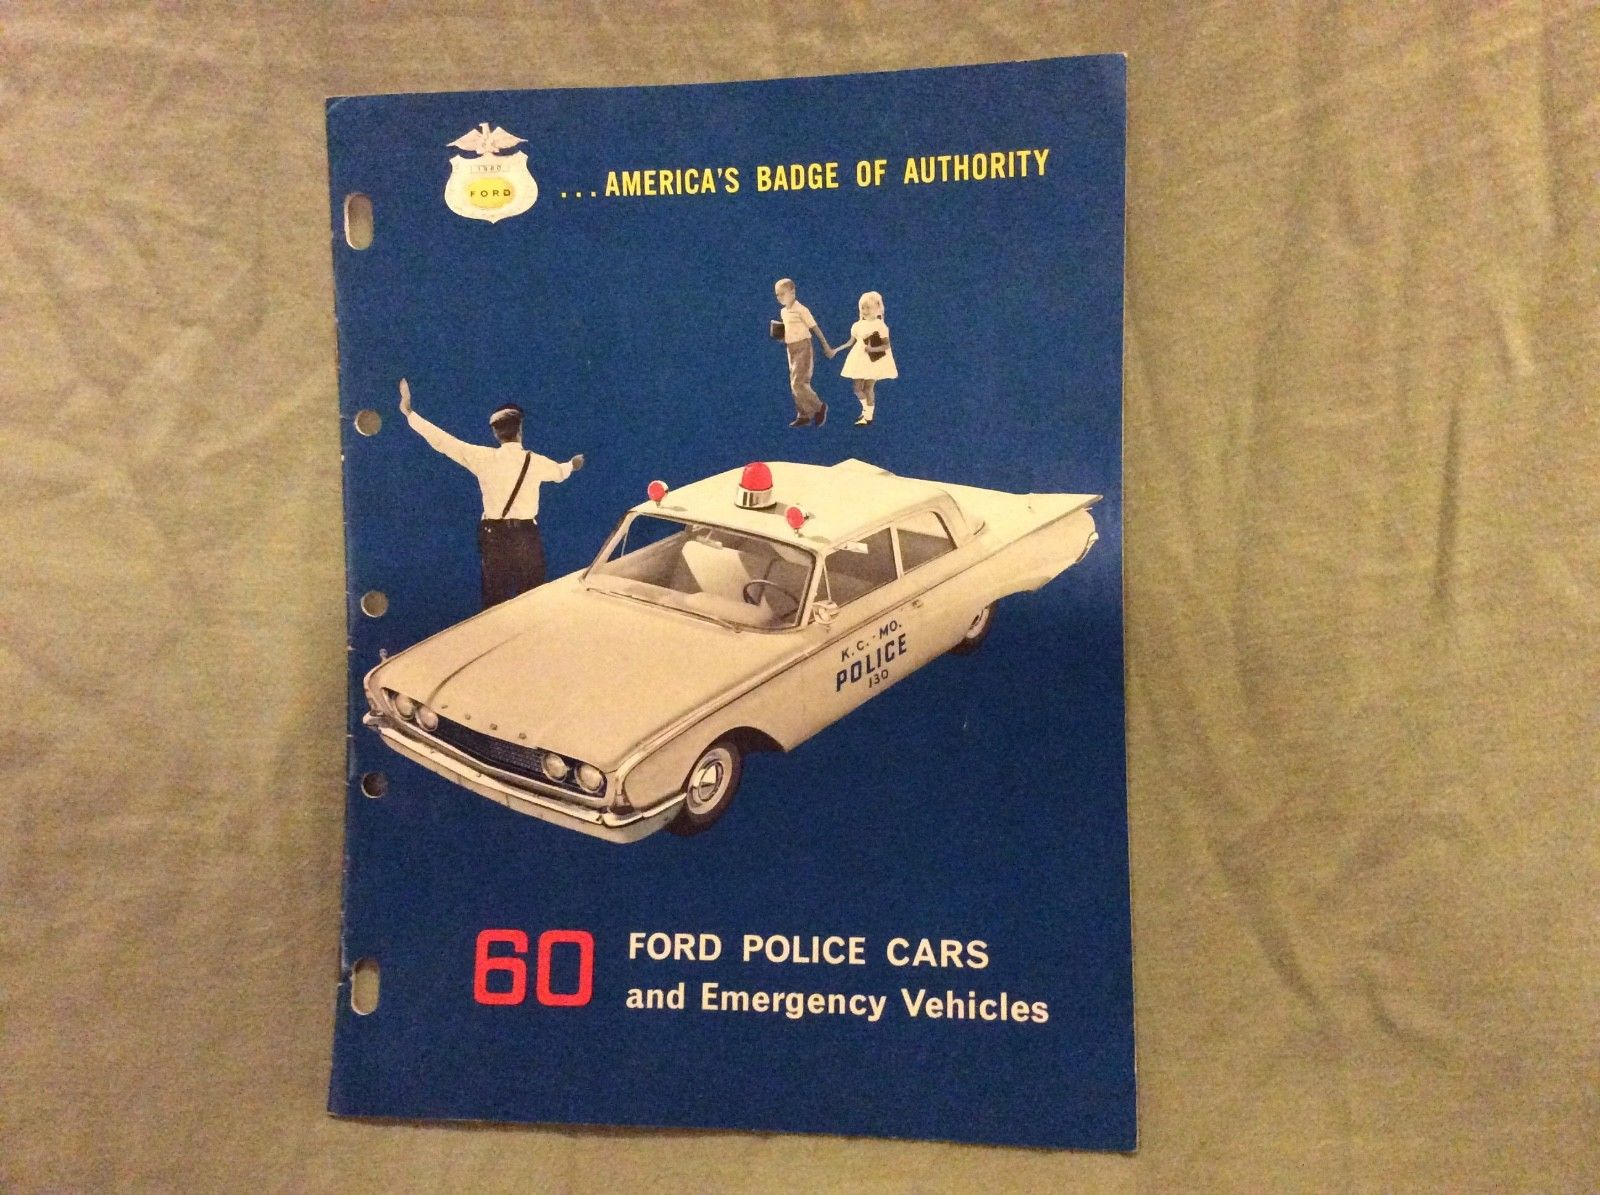 1960
FORD
...AMERICA'S BADGE OF AUTHORITY
K.C.-MO.
POLICE
130
FORD
60 FORD POLICE CARS
and Emergency Vehicles